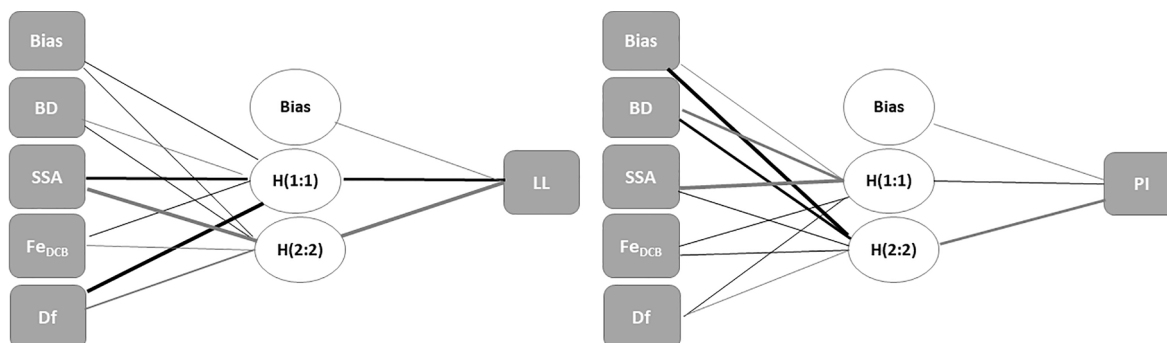 Bias
BD
SSA
FeDCB
Df
Bias
H(1:1)
H(2:2)
LL
Bias
BD
SSA
FeDCB
Df
Bias
H(1:1)
H(2:2)
PI